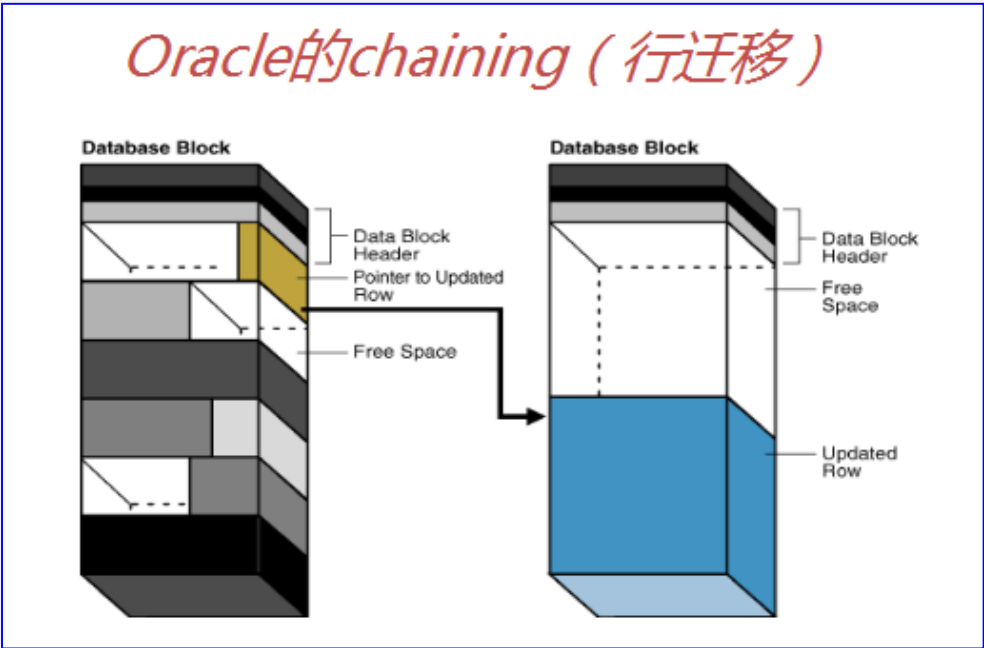 Oracle的chaining（行迁移）
Database Block
Data Block
Header
Pointer to Updated
Row
Free Space
Database Block
Data Block
Header
Free
Space
Updated
Row